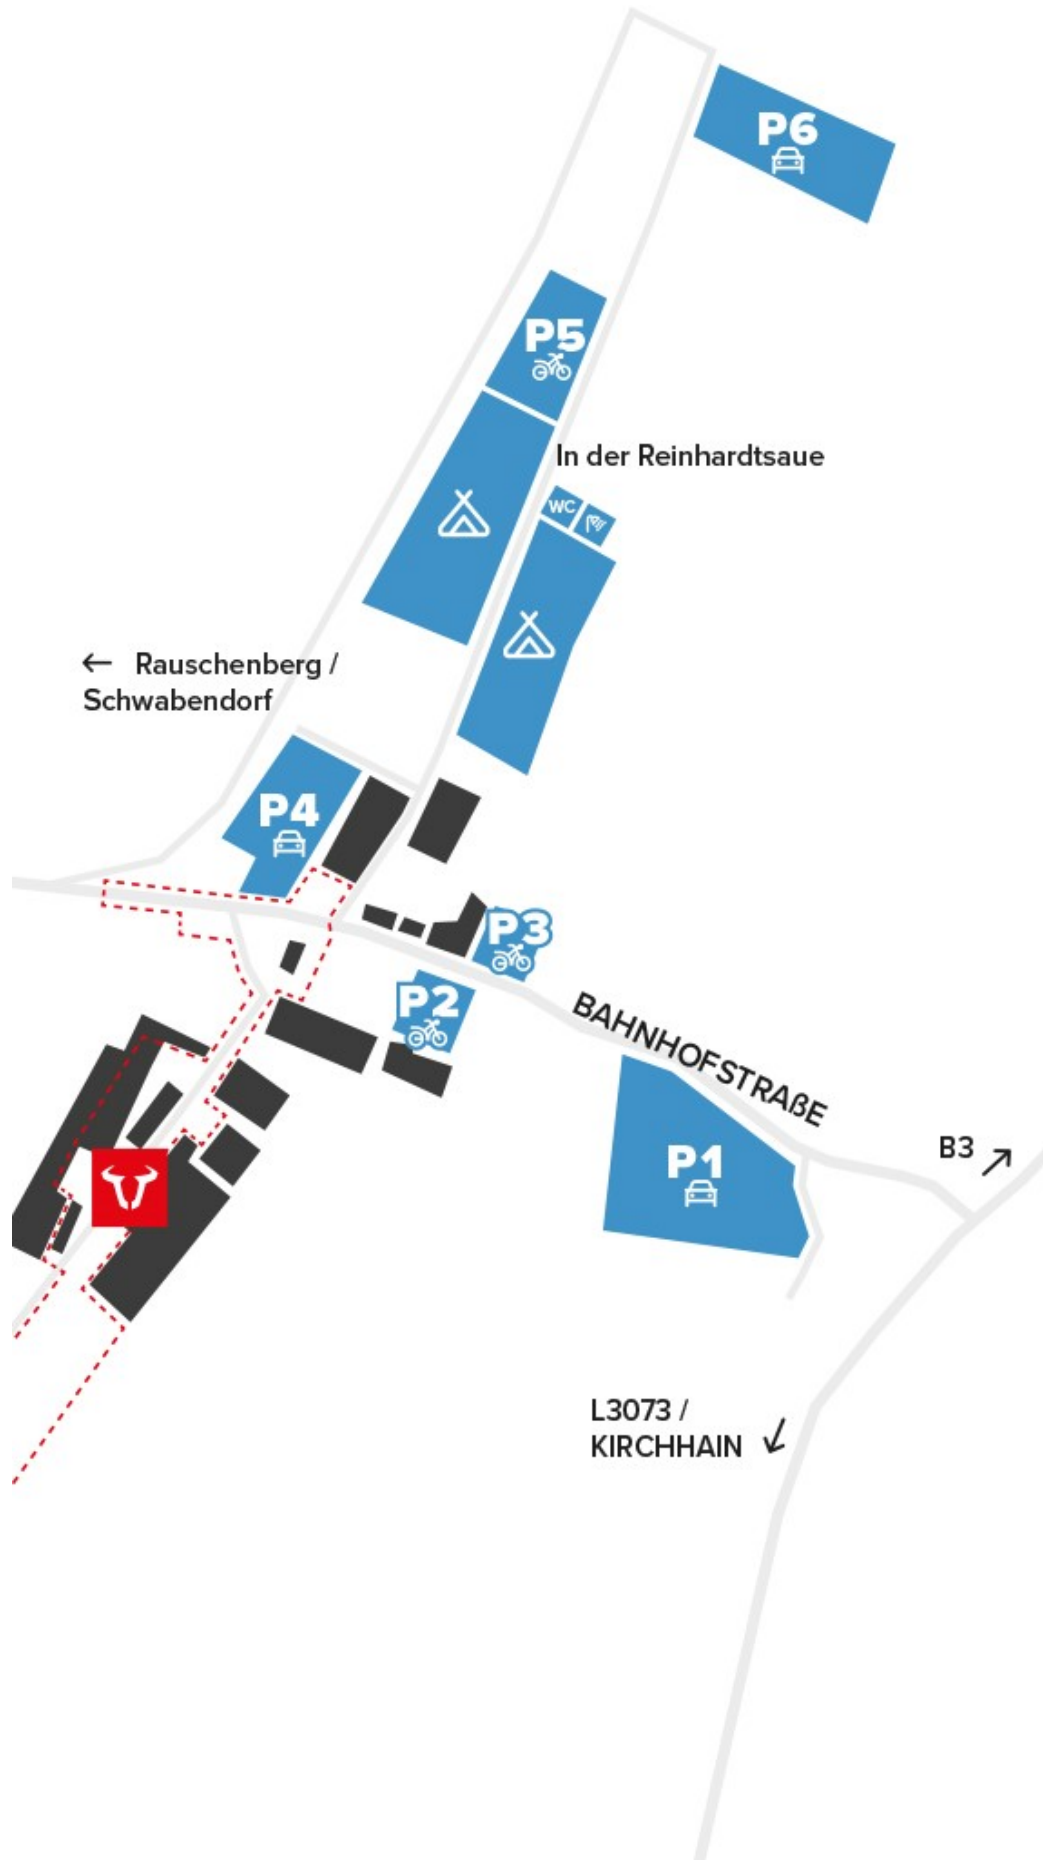 P6
P5
In der Reinhardtsaue
WC
← Rauschenberg /
Schwabendorf
P4
P3
P2
BAHNHOFSTRAßE
B3 ↗
P1
L3073 /
KIRCHHAIN ↙